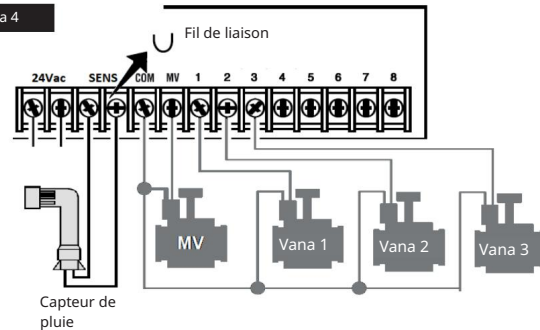 a 4
Fil de liaison
24Vac SENS COM MV 1 2 3 4 5 6 7 8
MV
Vana 1
Vana 2
Vana 3
Capteur de
pluie